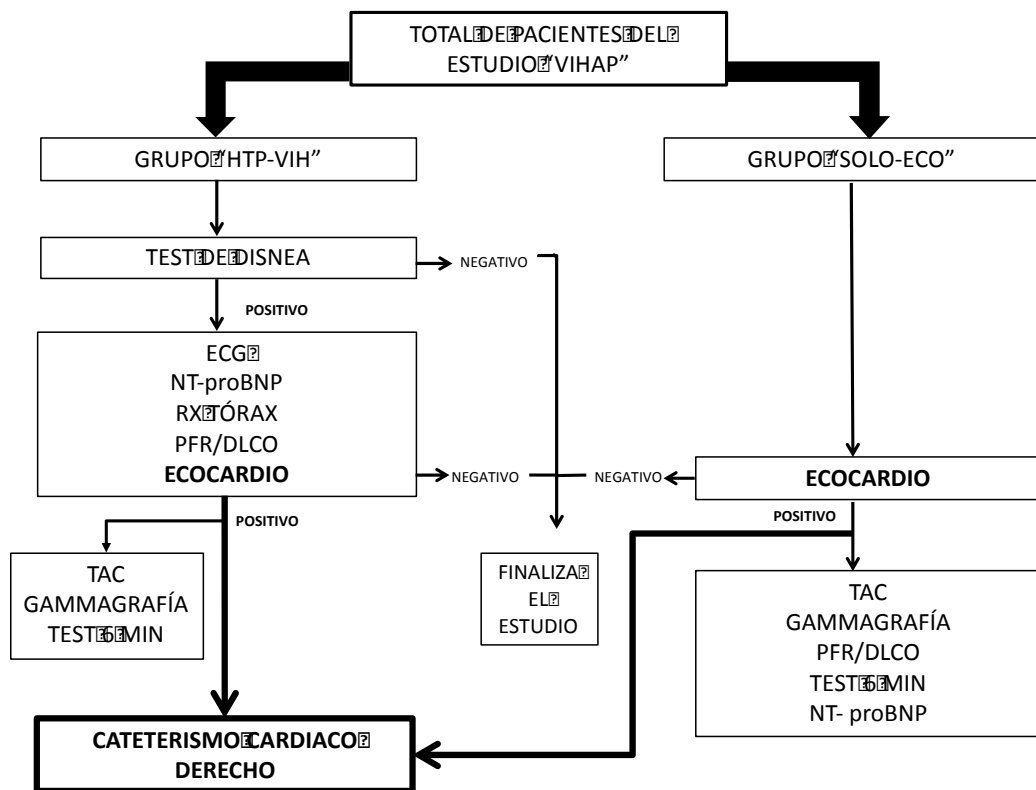 TOTAL DE PACIENTES DEL
ESTUDIO “VIHAP”
GRUPO “HTP-VIH”
GRUPO “SOLO-ECO”
TEST DE DISNEA
NEGATIVO
POSITIVO
ECG
NT-proBNP
RX TÓRAX
PFR/DLCO
ECOCARDIO
NEGATIVO
NEGATIVO
ECOCARDIO
POSITIVO
POSITIVO
TAC
GAMMAGRAFÍA
TEST 6 MIN
FINALIZA
EL
ESTUDIO
TAC
GAMMAGRAFÍA
PFR/DLCO
TEST 6 MIN
NT- proBNP
CATETERISMO CARDIACO
DERECHO